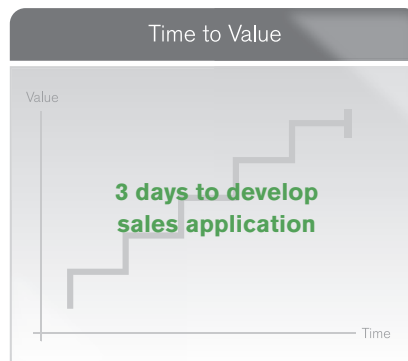 Time to Value
Value
3 days to develop
sales application
Time